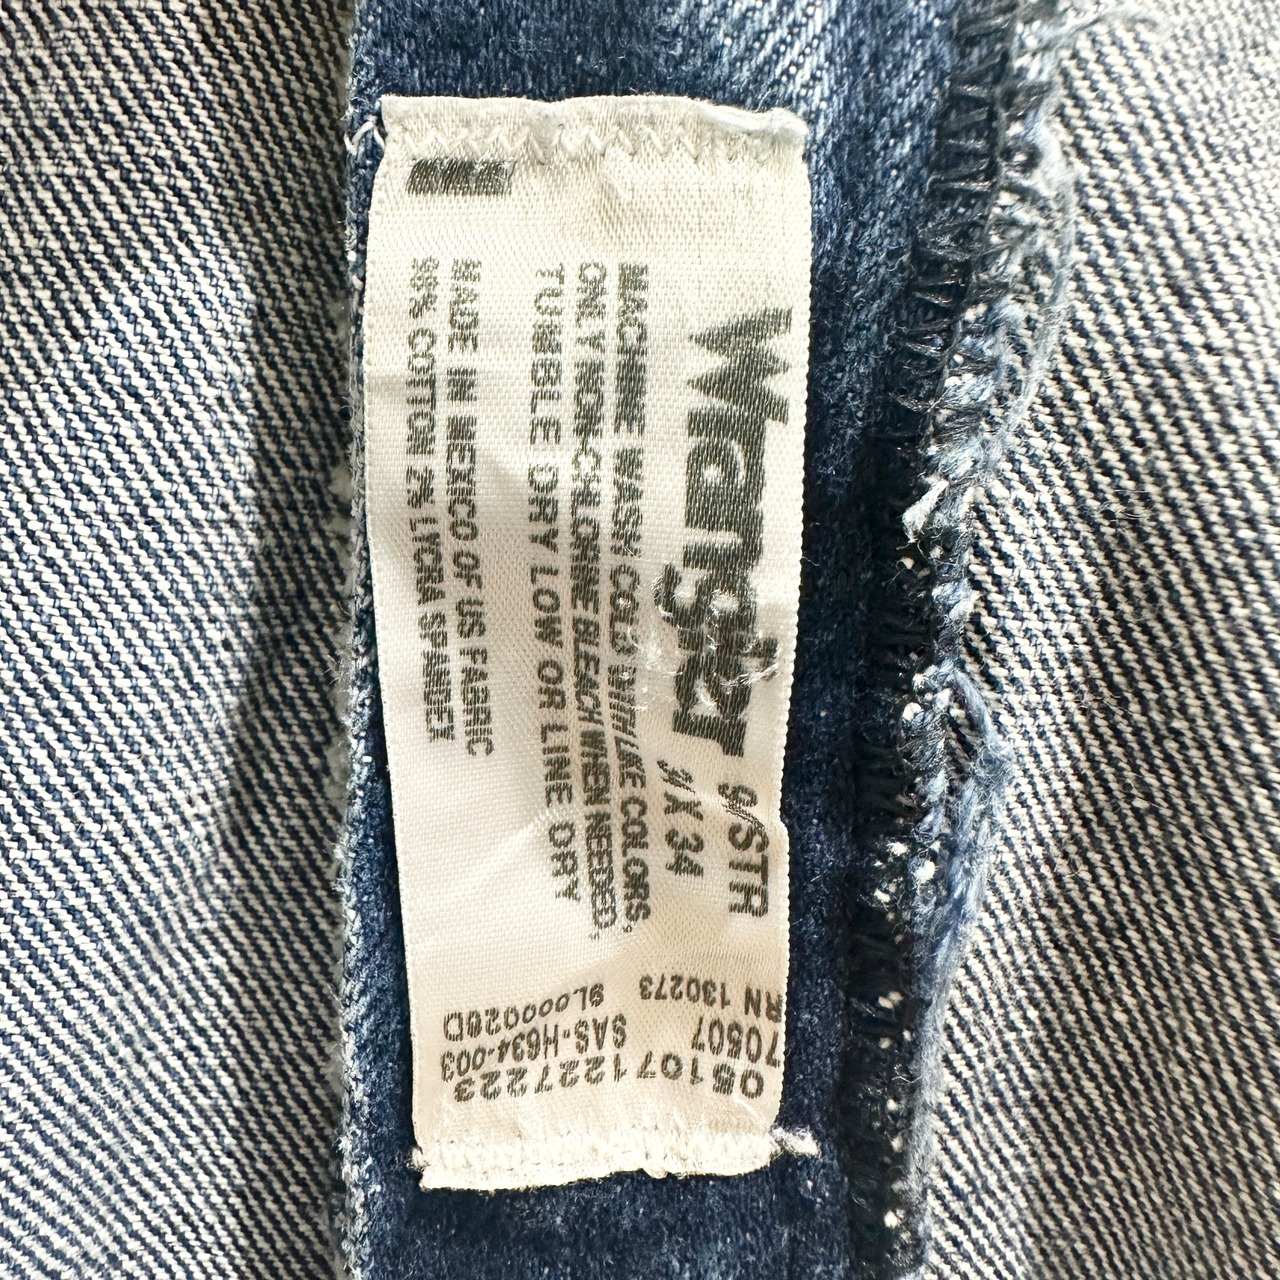 Wrangler
9/STR
X 34
MACHINE WASH COLD WITH LIKE COLORS.
ONLY NON-CHLORINE BLEACH WHEN NEEDED.
TUMBLE DRY LOW OR LINE DRY
MADE IN MEXICO OF US FABRIC
98% COTTON 2% LYCRA SPANDEX
RN 130273
70507
SAS-H634-003
051071227223